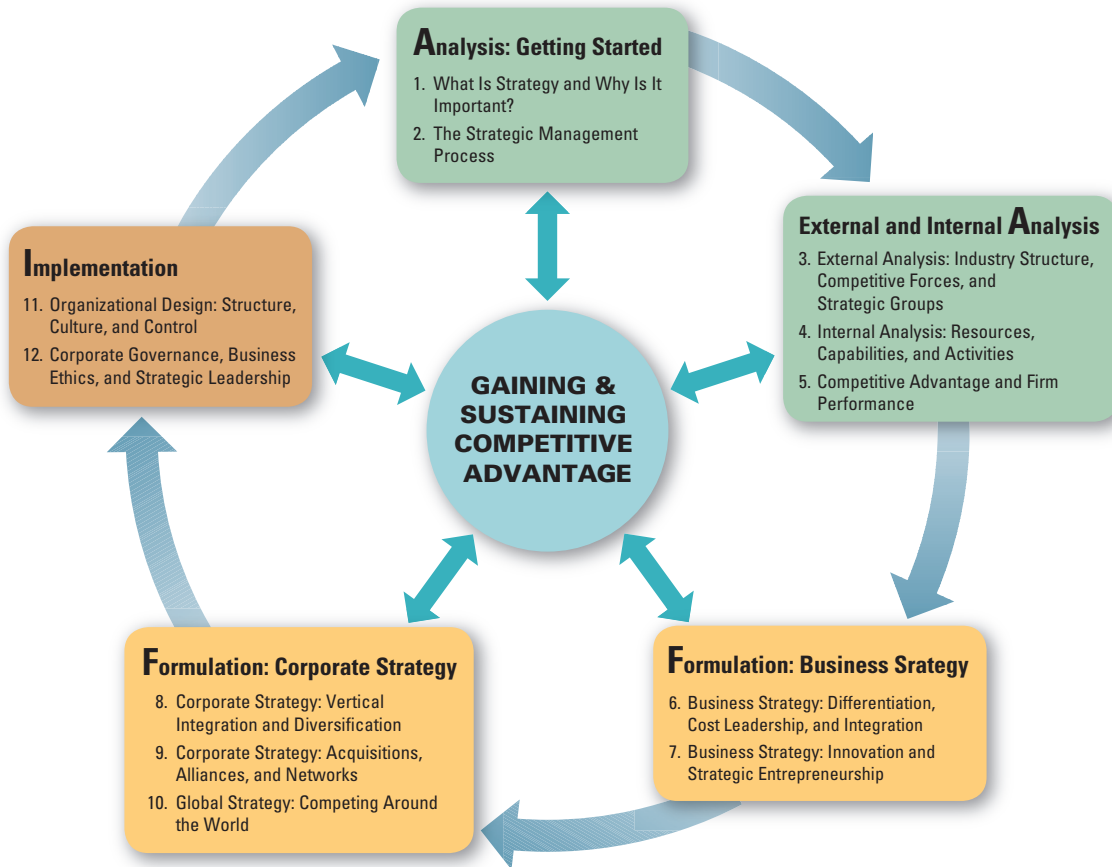 Analysis: Getting Started
1. What Is Strategy and Why Is It
Important?
2. The Strategic Management
Process
External and Internal Analysis
3. External Analysis: Industry Structure,
Competitive Forces, and
Strategic Groups
4. Internal Analysis: Resources,
Capabilities, and Activities
5. Competitive Advantage and Firm
Performance
Formulation: Business Srategy
6. Business Strategy: Differentiation,
Cost Leadership, and Integration
7. Business Strategy: Innovation and
Strategic Entrepreneurship
Formulation: Corporate Strategy
8. Corporate Strategy: Vertical
Integration and Diversification
9. Corporate Strategy: Acquisitions,
Alliances, and Networks
10. Global Strategy: Competing Around
the World
Implementation
11. Organizational Design: Structure,
Culture, and Control
12. Corporate Governance, Business
Ethics, and Strategic Leadership
GAINING &
SUSTAINING
COMPETITIVE
ADVANTAGE